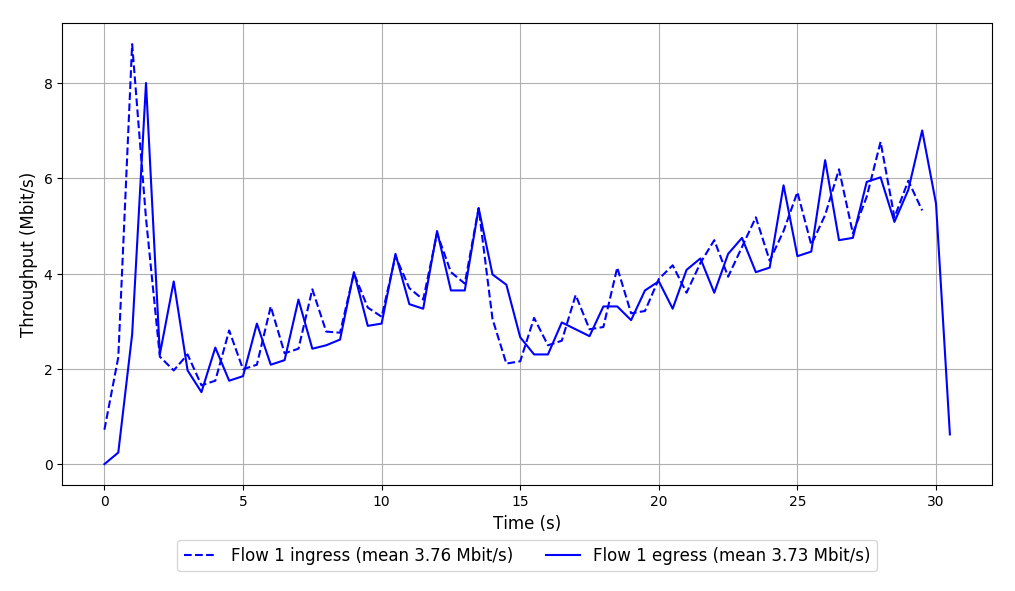 8
6
4
2
0
Throughput (Mbit/s)
0 5 10 15 20 25 30
Time (s)
Flow 1 ingress (mean 3.76 Mbit/s) Flow 1 egress (mean 3.73 Mbit/s)